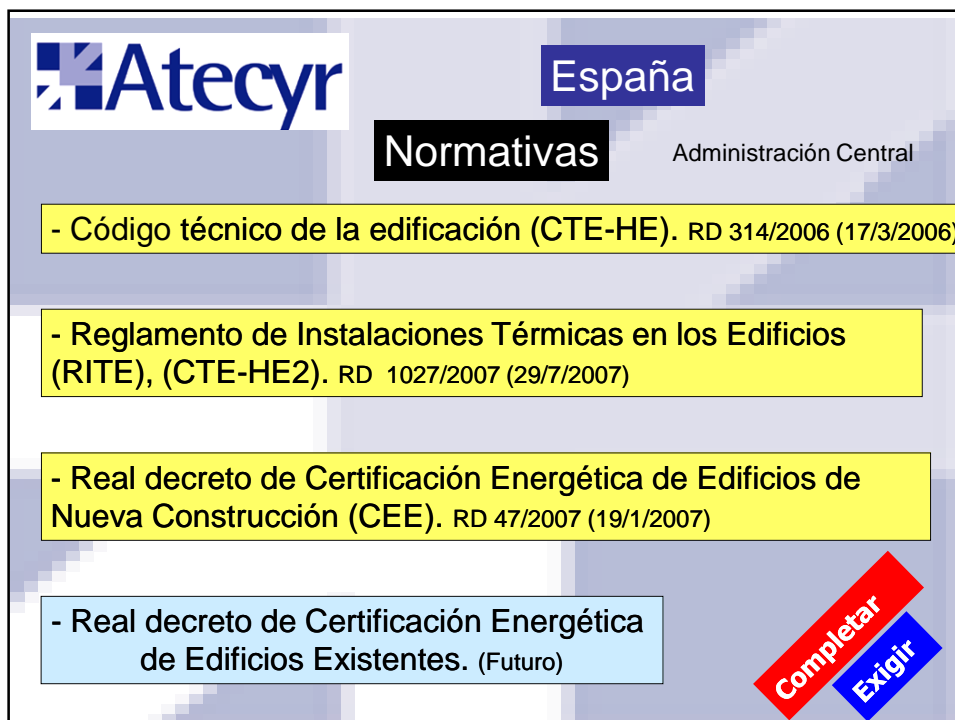 Atecyr
España
Normativas
Administración Central
- Código técnico de la edificación (CTE-HE). RD 314/2006 (17/3/2006)
- Reglamento de Instalaciones Térmicas en los Edificios
(RITE), (CTE-HE2). RD 1027/2007 (29/7/2007)
- Real decreto de Certificación Energética de Edificios de
Nueva Construcción (CEE). RD 47/2007 (19/1/2007)
- Real decreto de Certificación Energética
de Edificios Existentes. (Futuro)
Completar
Exigir